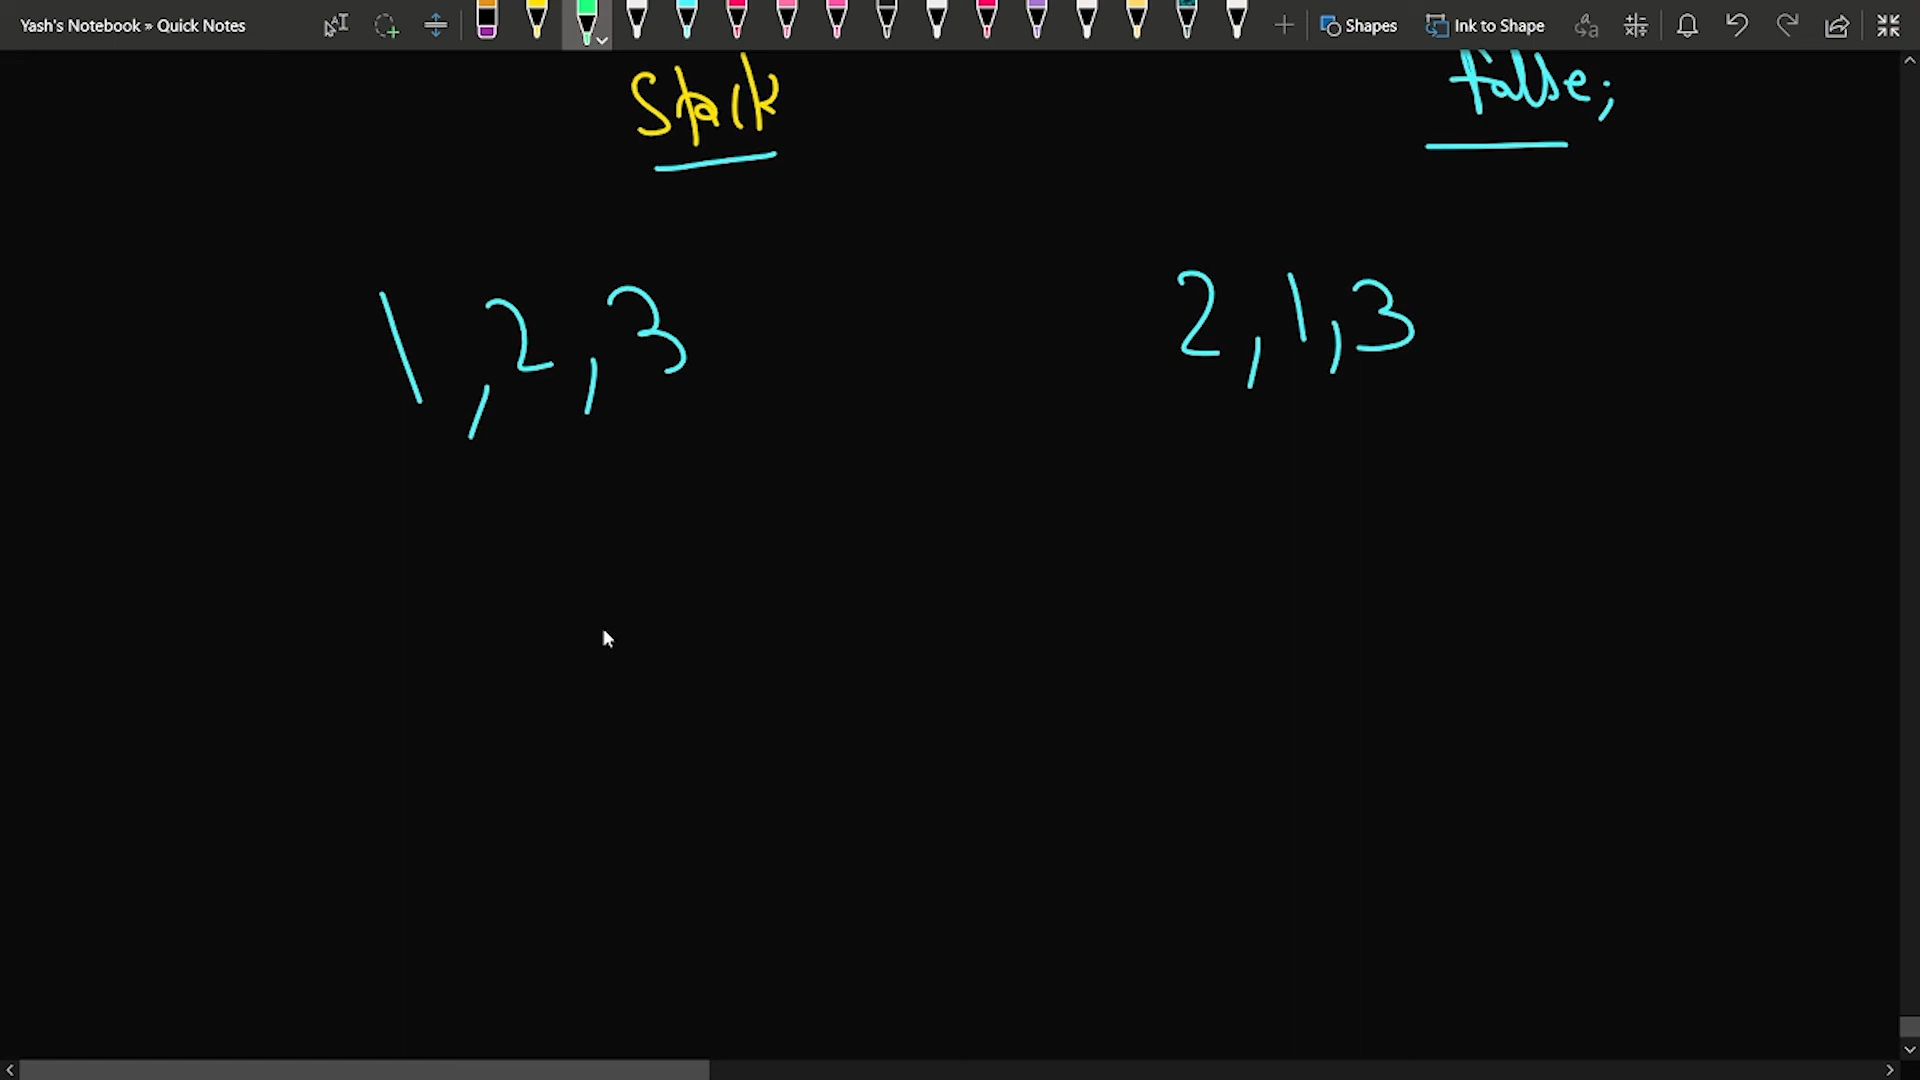 Yash's Notebook » Quick Notes
Shapes
Ink to Shape
Stack
false;
1,2,3
2,1,3